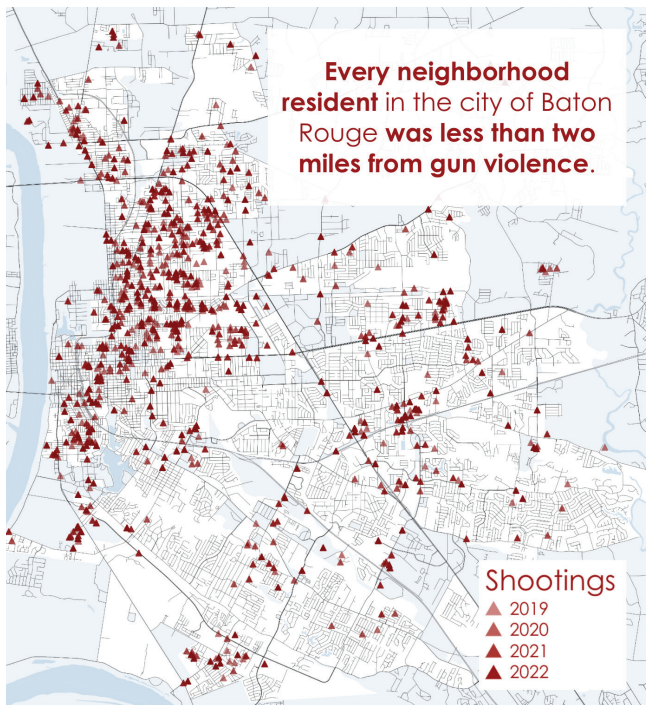 Every neighborhood
resident in the city of Baton
Rouge was less than two
miles from gun violence.
Shootings
2019
2020
2021
2022